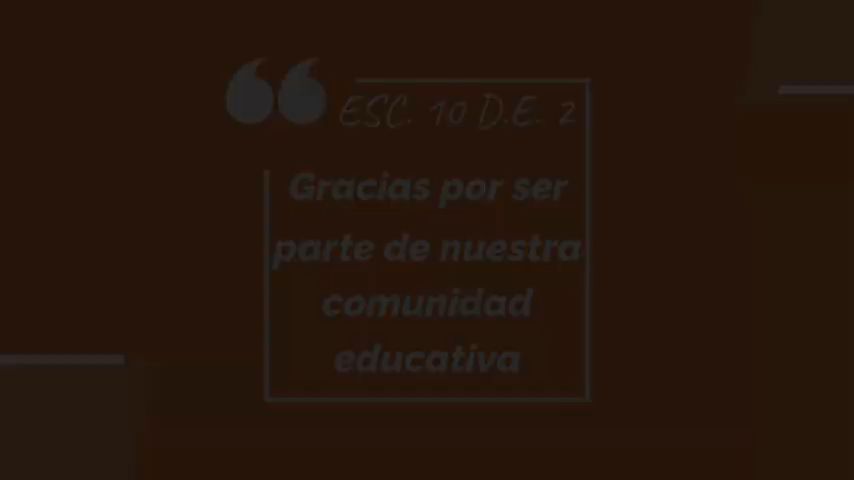 ESC. 10 D.E. 2
Gracias por ser
parte de nuestra
comunidad
educativa